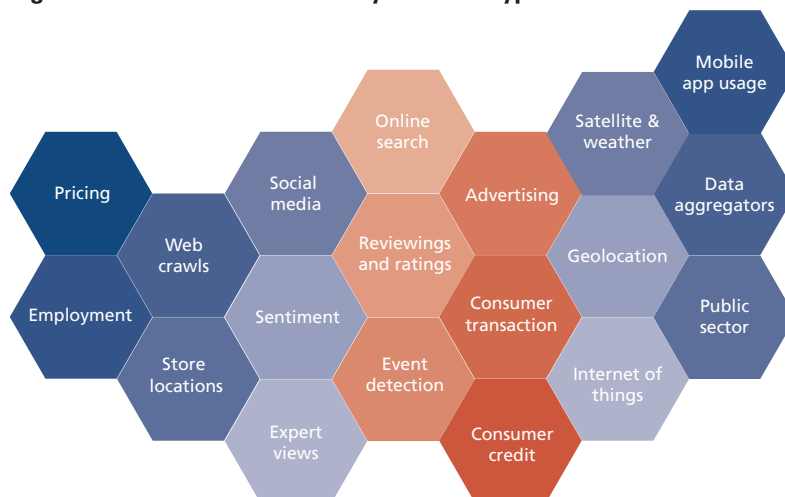 Mobile
app usage
Online
search
Satellite &
weather
Pricing
Social
media
Advertising
Data
aggregators
Web
crawls
Reviewings
and ratings
Geolocation
Employment
Sentiment
Consumer
transaction
Public
sector
Store
locations
Event
detection
Internet of
things
Expert
views
Consumer
credit